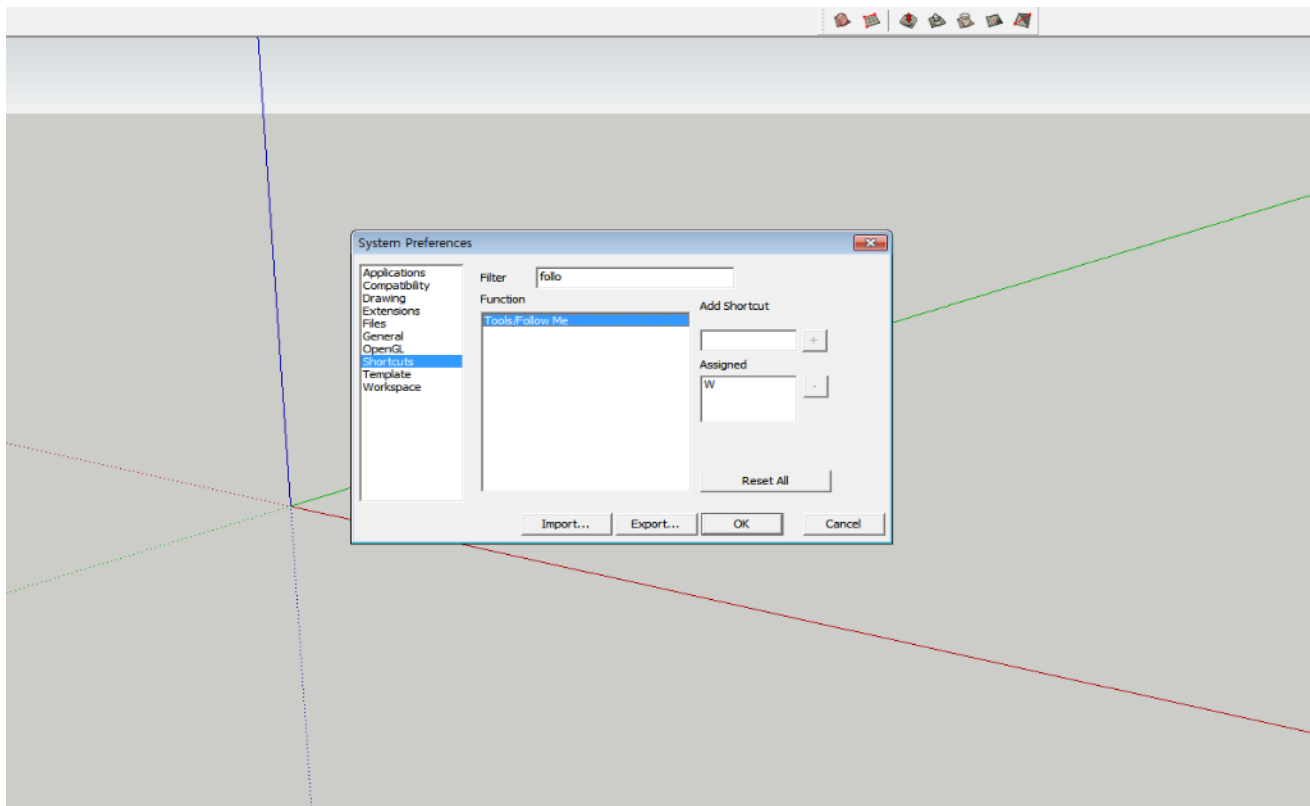 System Preferences
Applications
Compatibility
Drawing
Extensions
Files
General
OpenGL
Shortcuts
Template
Workspace
Filter
follo
Function
Tools/Follow Me
Add Shortcut
+
Assigned
W
-
Reset All
Import...
Export...
OK
Cancel